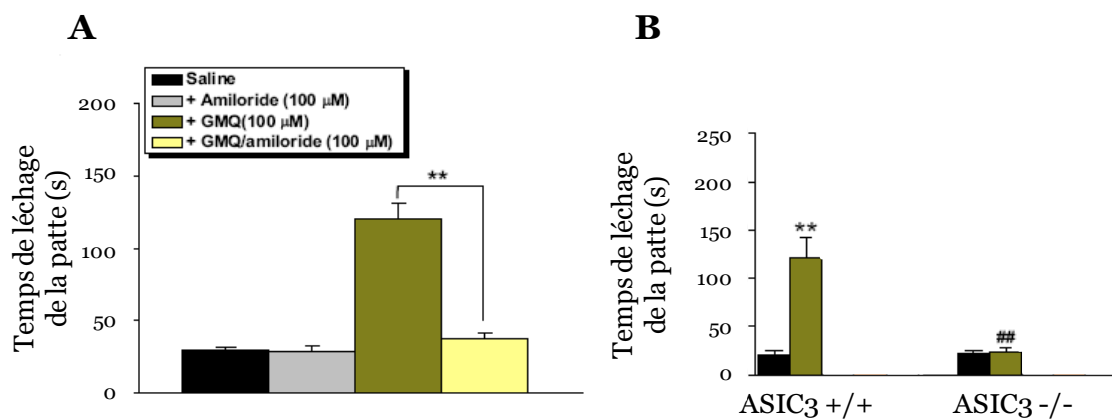 A
Saline
+ Amiloride (100 μM)
+ GMQ(100 μM)
+ GMQ/amiloride (100 μM)
Temps de léchage
de la patte (s)
200
150
100
50
0
**
B
Temps de léchage
de la patte (s)
250
200
150
100
50
0
**
##
ASIC3 +/+
ASIC3 -/-